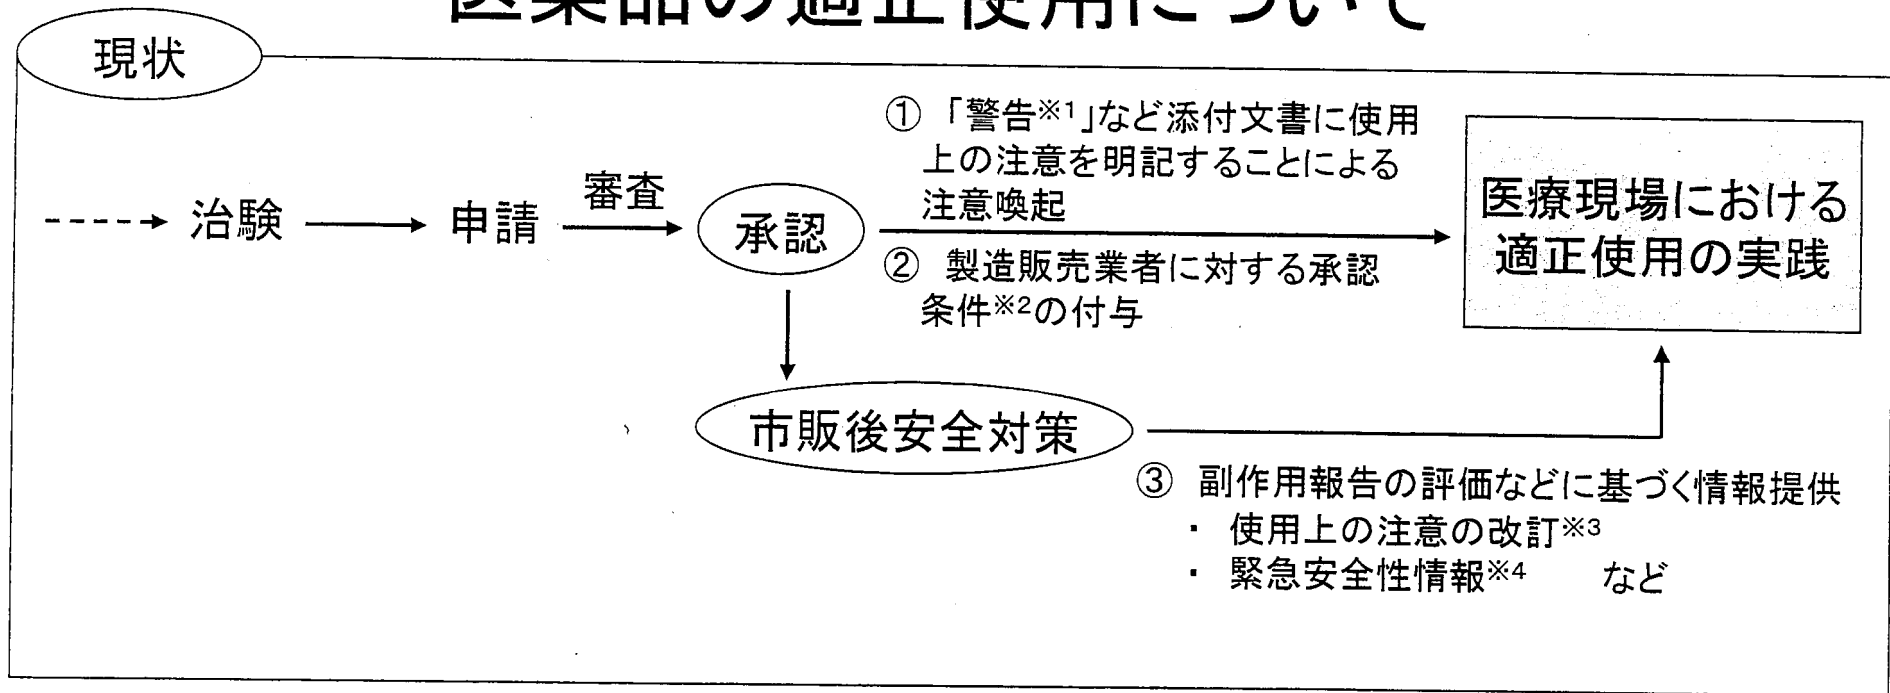 医薬品の適正使用について
現状
① 「警告※1」など添付文書に使用
上の注意を明記することによる
注意喚起
治験
申請
審査
承認
医療現場における
適正使用の実践
② 製造販売業者に対する承認
条件※2の付与
市販後安全対策
③ 副作用報告の評価などに基づく情報提供
・ 使用上の注意の改訂※3
・ 緊急安全性情報※4 など